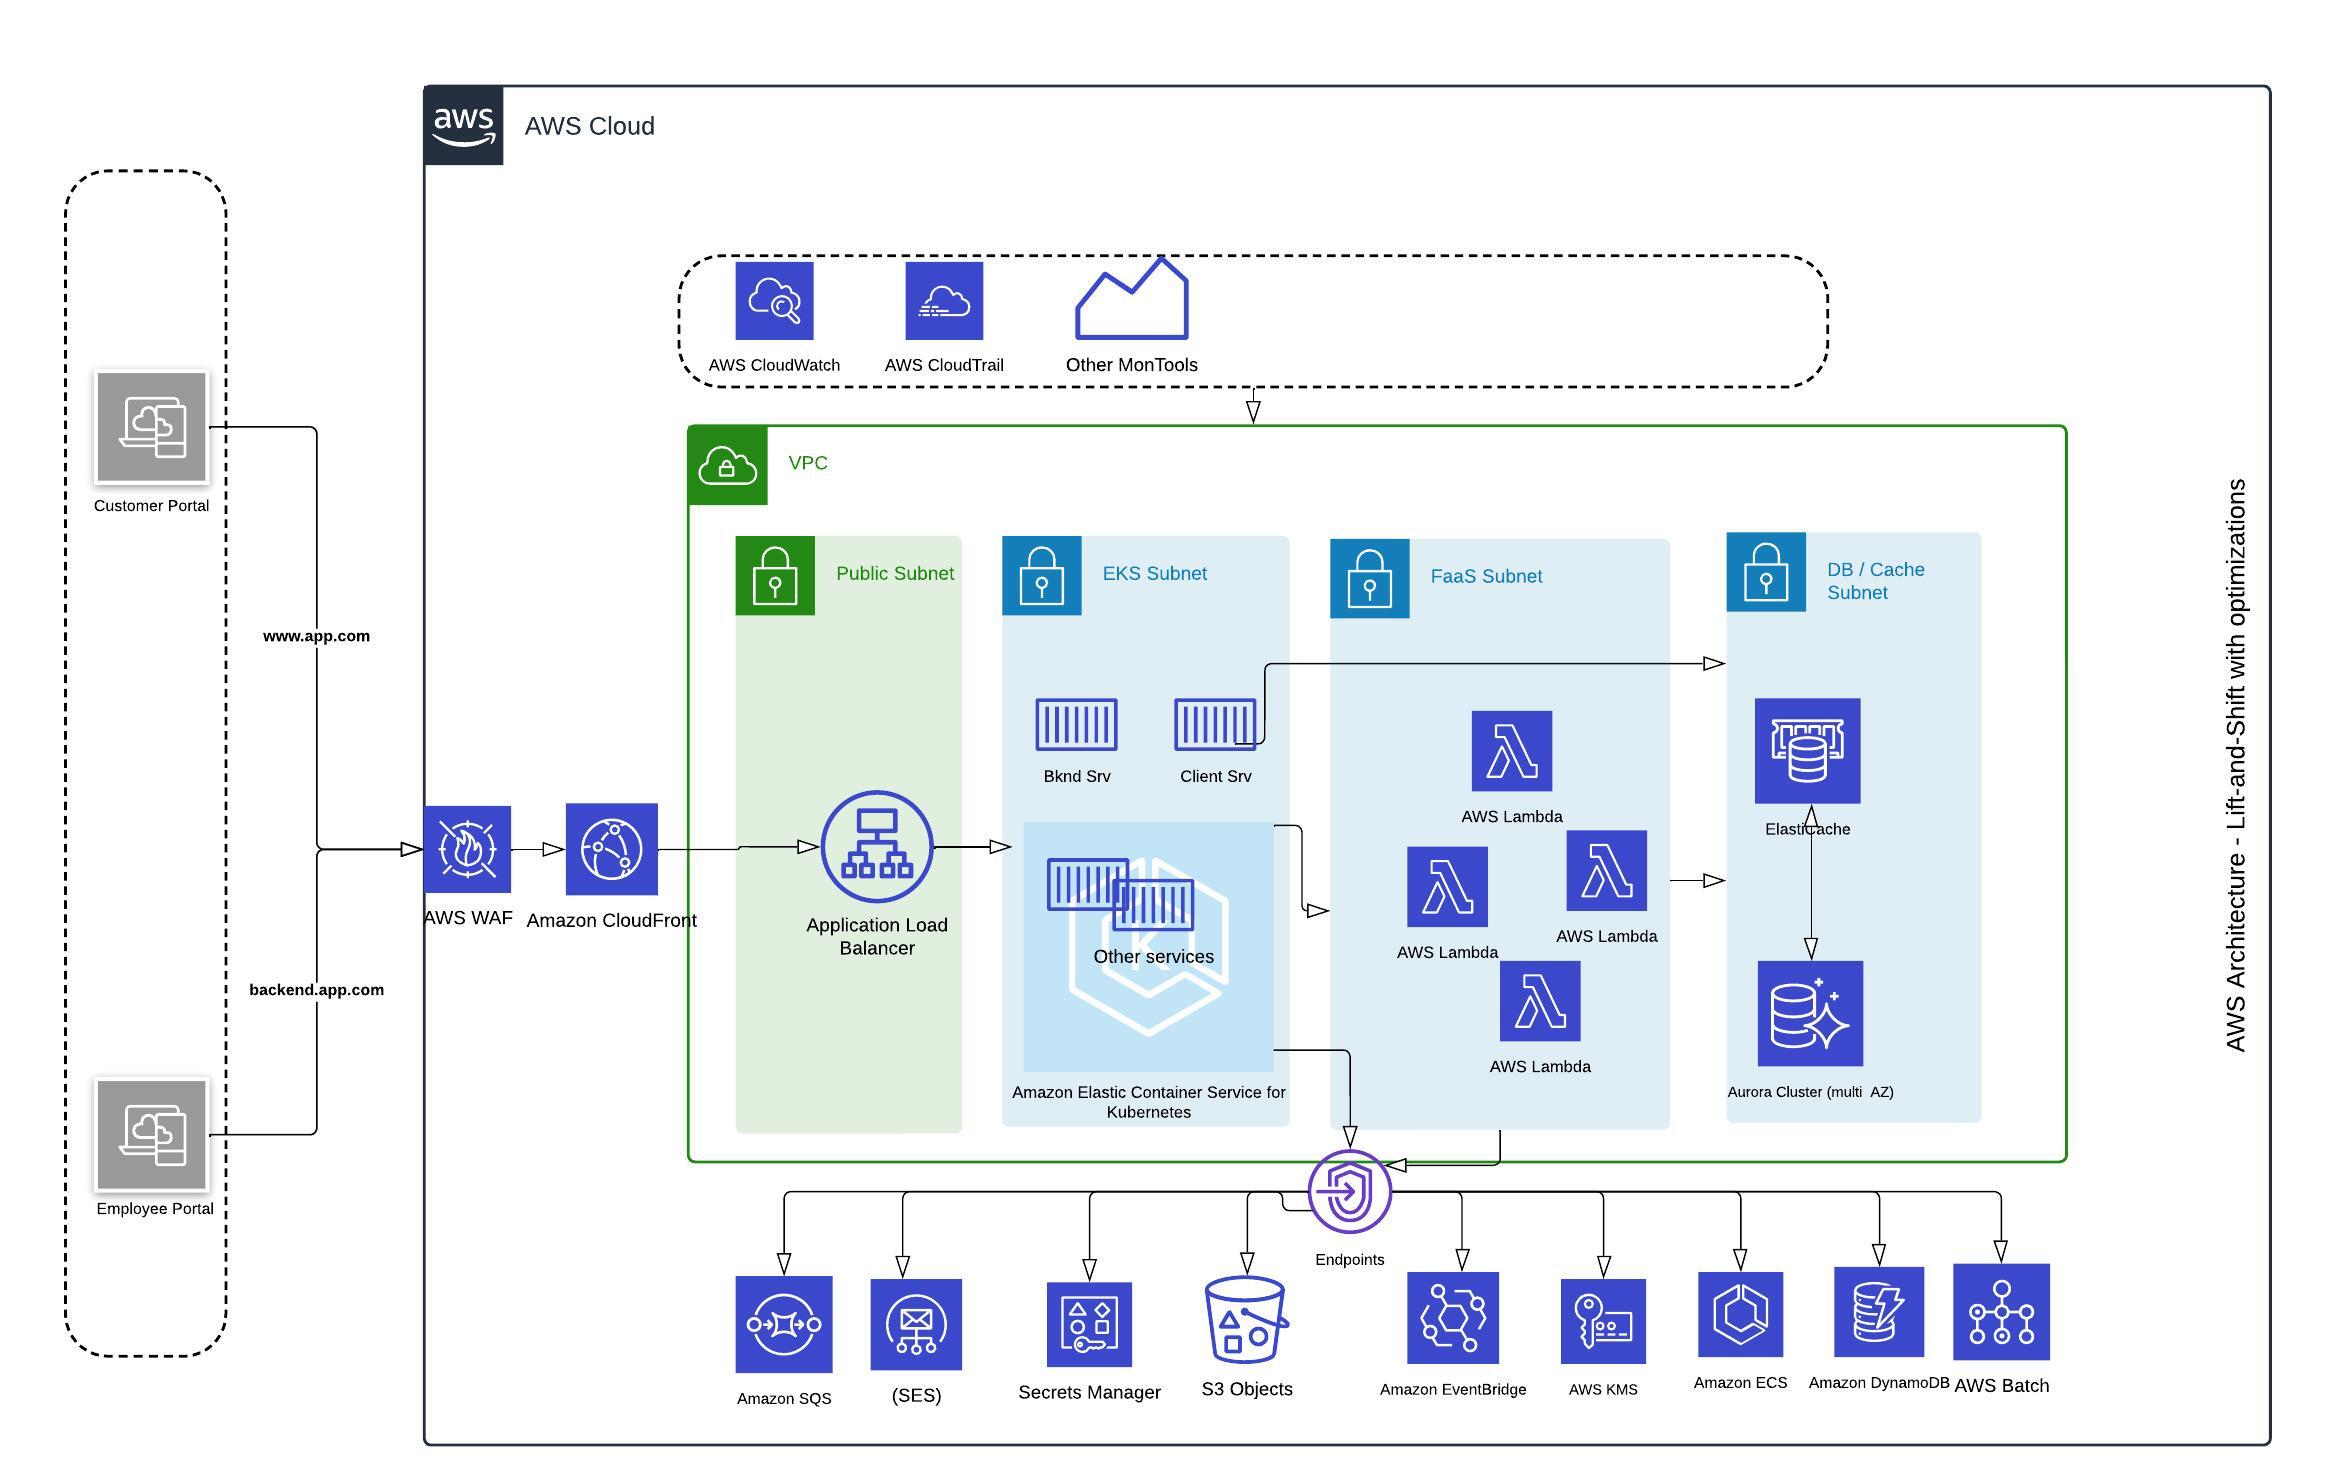 aws
AWS Cloud
AWS CloudWatch
AWS CloudTrail
Other MonTools
VPC
Customer Portal
www.app.com
backend.app.com
Employee Portal
AWS WAF
Amazon CloudFront
Public Subnet
Application Load
Balancer
EKS Subnet
Bknd Srv
Client Srv
K
Other services
Amazon Elastic Container Service for
Kubernetes
FaaS Subnet
AWS Lambda
AWS Lambda
AWS Lambda
AWS Lambda
DB / Cache
Subnet
ElastiCache
Aurora Cluster (multi  AZ)
Endpoints
Amazon SQS
(SES)
Secrets Manager
S3 Objects
Amazon EventBridge
AWS KMS
Amazon ECS
Amazon DynamoDB
AWS Batch
AWS Architecture - Lift-and-Shift with optimizations